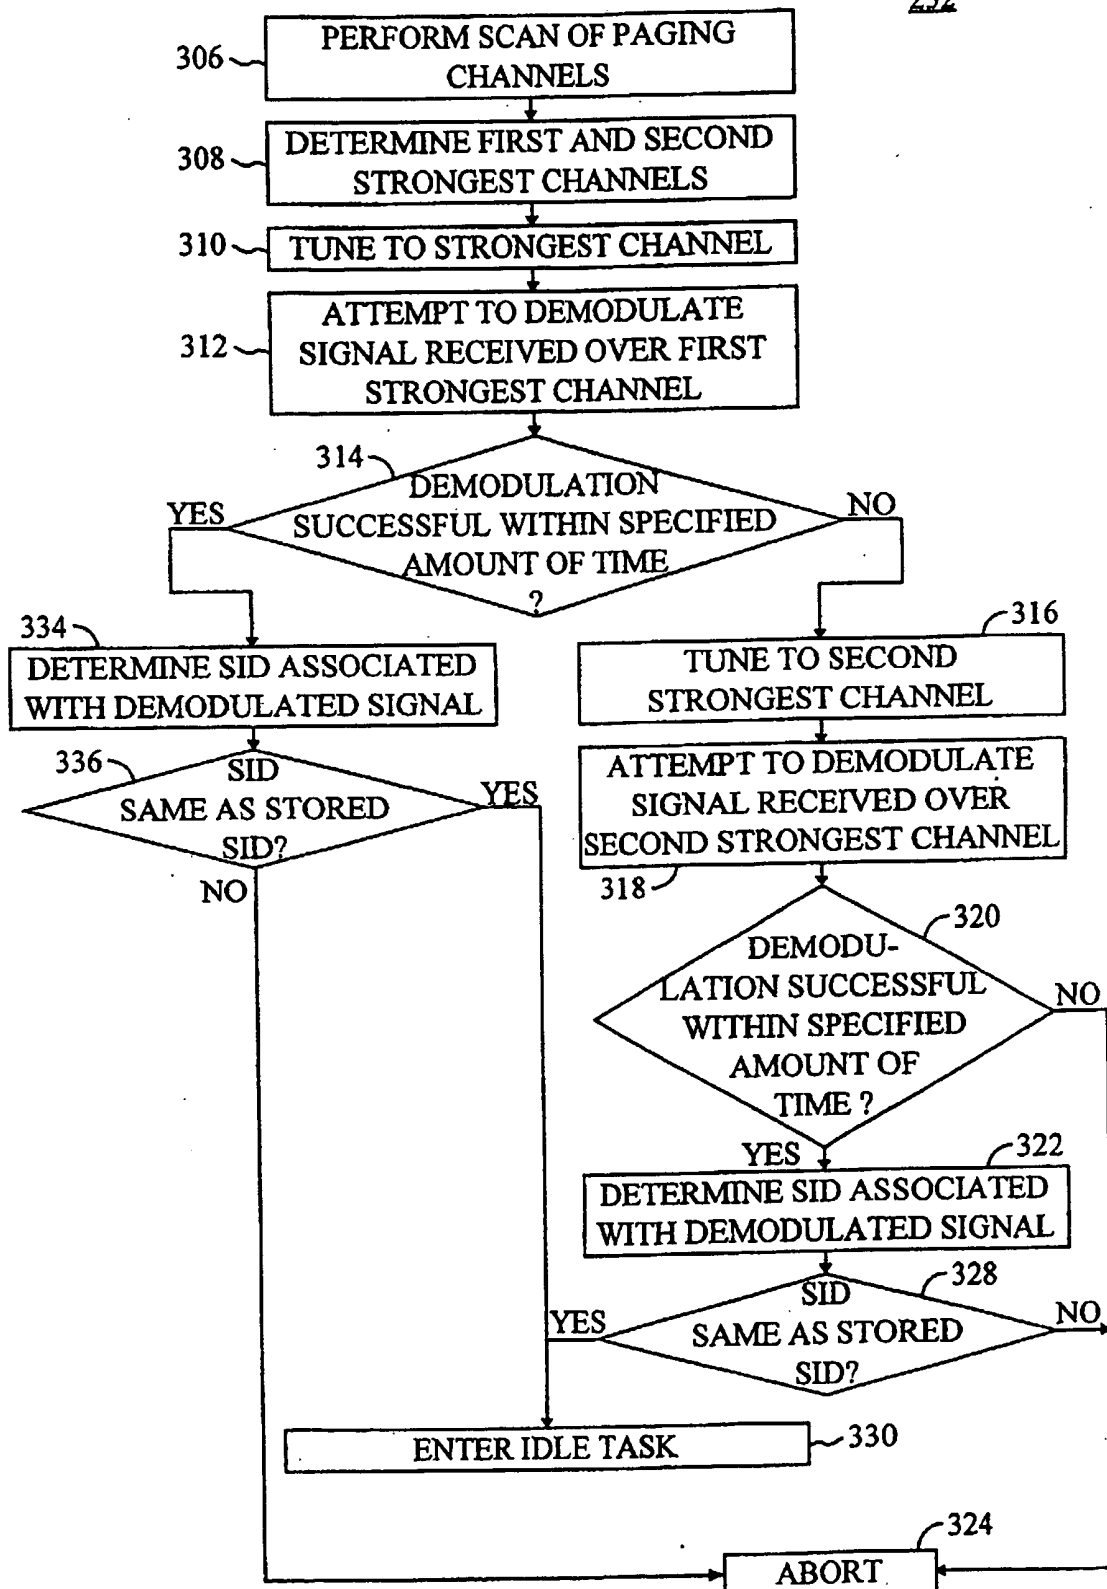 306
PERFORM SCAN OF PAGING
CHANNELS
308
DETERMINE FIRST AND SECOND
STRONGEST CHANNELS
310
TUNE TO STRONGEST CHANNEL
312
ATTEMPT TO DEMODULATE
SIGNAL RECEIVED OVER FIRST
STRONGEST CHANNEL
314
DEMODULATION
SUCCESSFUL WITHIN SPECIFIED
AMOUNT OF TIME
?
YES
NO
334
DETERMINE SID ASSOCIATED
WITH DEMODULATED SIGNAL
336
SID
SAME AS STORED
SID?
YES
NO
316
TUNE TO SECOND
STRONGEST CHANNEL
ATTEMPT TO DEMODULATE
SIGNAL RECEIVED OVER
SECOND STRONGEST CHANNEL
318
320
DEMODU-
LATION SUCCESSFUL
WITHIN SPECIFIED
AMOUNT OF
TIME ?
NO
YES
322
DETERMINE SID ASSOCIATED
WITH DEMODULATED SIGNAL
328
SID
SAME AS STORED
SID?
YES
NO
ENTER IDLE TASK
330
324
ABORT